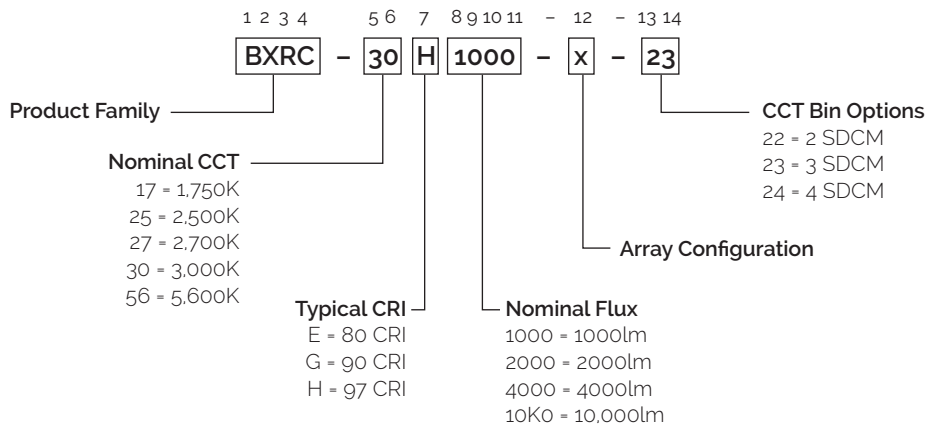 1 2 3 4 5 6 7 8 9 10 11 – 12 – 13 14
BXRC – 30 H 1000 – x – 23
Product Family
Nominal CCT
17 = 1,750K
25 = 2,500K
27 = 2,700K
30 = 3,000K
56 = 5,600K
Typical CRI
E = 80 CRI
G = 90 CRI
H = 97 CRI
Nominal Flux
1000 = 1000lm
2000 = 2000lm
4000 = 4000lm
10K0 = 10,000lm
Array Configuration
CCT Bin Options
22 = 2 SDCM
23 = 3 SDCM
24 = 4 SDCM